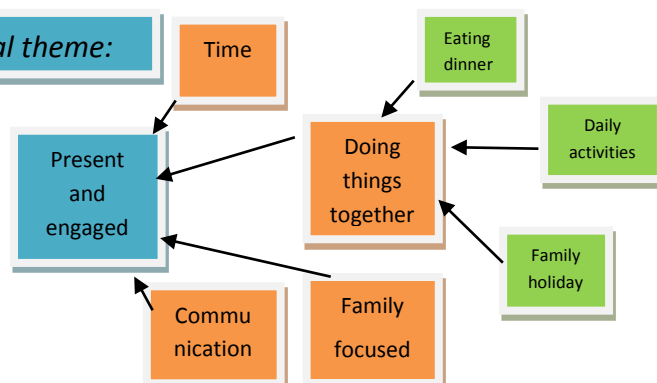 al theme:
Time
Eating
dinner
Daily
activities
Present
and
engaged
Doing
things
together
Family
holiday
Commu
nication
Family
focused